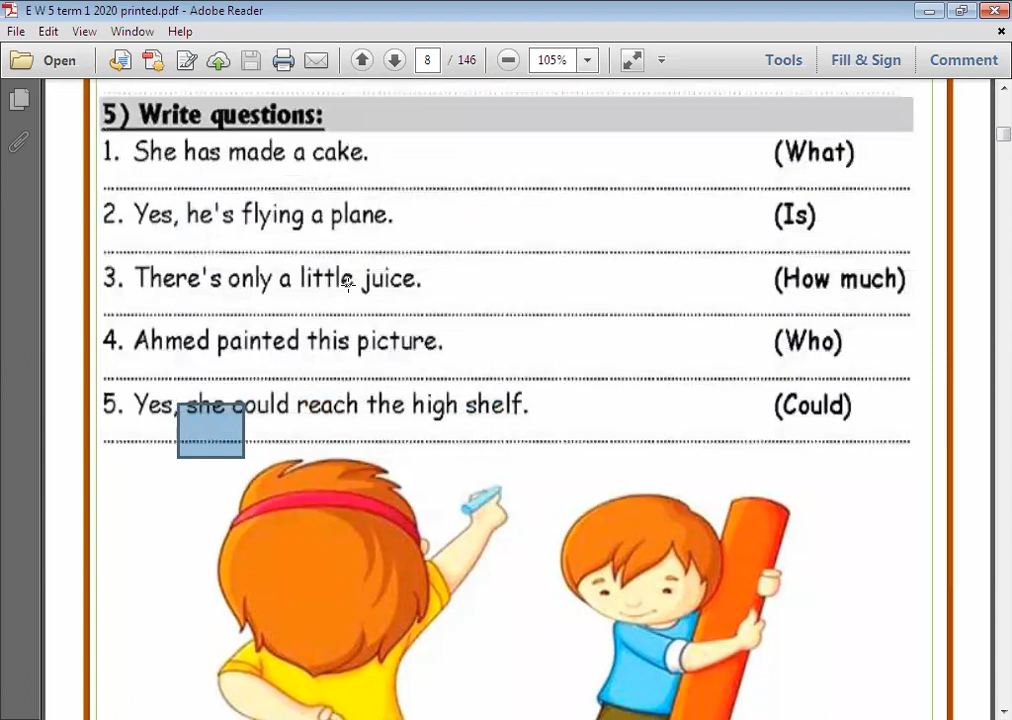 E W 5 term 1 2020 printed.pdf - Adobe Reader
File Edit View Window Help
Open 8 / 146 105% Tools Fill & Sign Comment
5) Write questions:
1. She has made a cake. (What)
2. Yes, he's flying a plane. (Is)
3. There's only a little juice. (How much)
4. Ahmed painted this picture. (Who)
5. Yes, she could reach the high shelf. (Could)